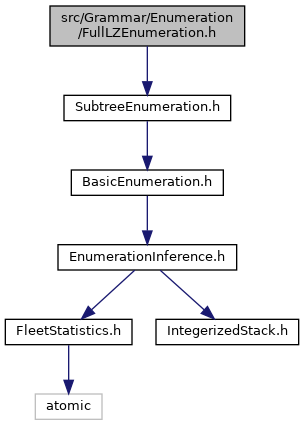 src/Grammar/Enumeration
/FullLZEnumeration.h
SubtreeEnumeration.h
BasicEnumeration.h
EnumerationInference.h
FleetStatistics.h
IntegerizedStack.h
atomic